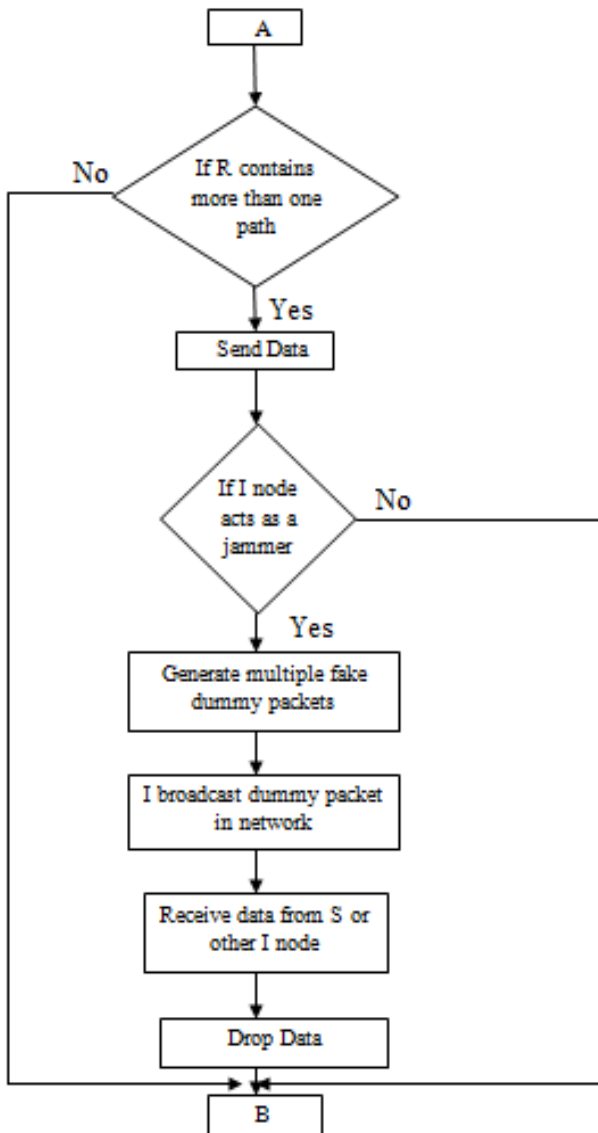 A
If R contains
more than one
path
No
Yes
Send Data
If I node
acts as a
jammer
No
Yes
Generate multiple fake
dummy packets
I broadcast dummy packet
in network
Receive data from S or
other I node
Drop Data
B